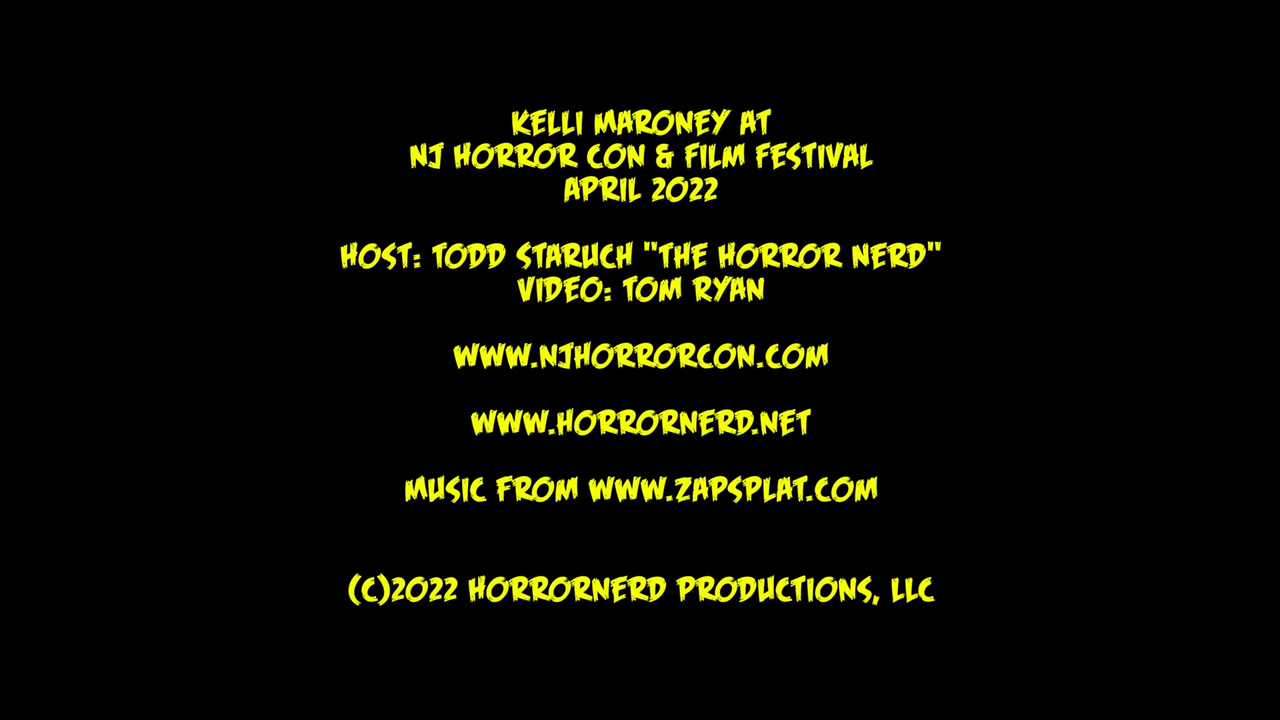 KELLI MARONEY AT
NJ HORROR CON & FILM FESTIVAL
APRIL 2022
HOST: TODD STARUCH "THE HORROR NERD"
VIDEO: TOM RYAN
WWW.NJHORRORCON.COM
WWW.HORRORNERD.NET
MUSIC FROM WWW.ZAPSPLAT.COM
(C)2022 HORRORNERD PRODUCTIONS, LLC